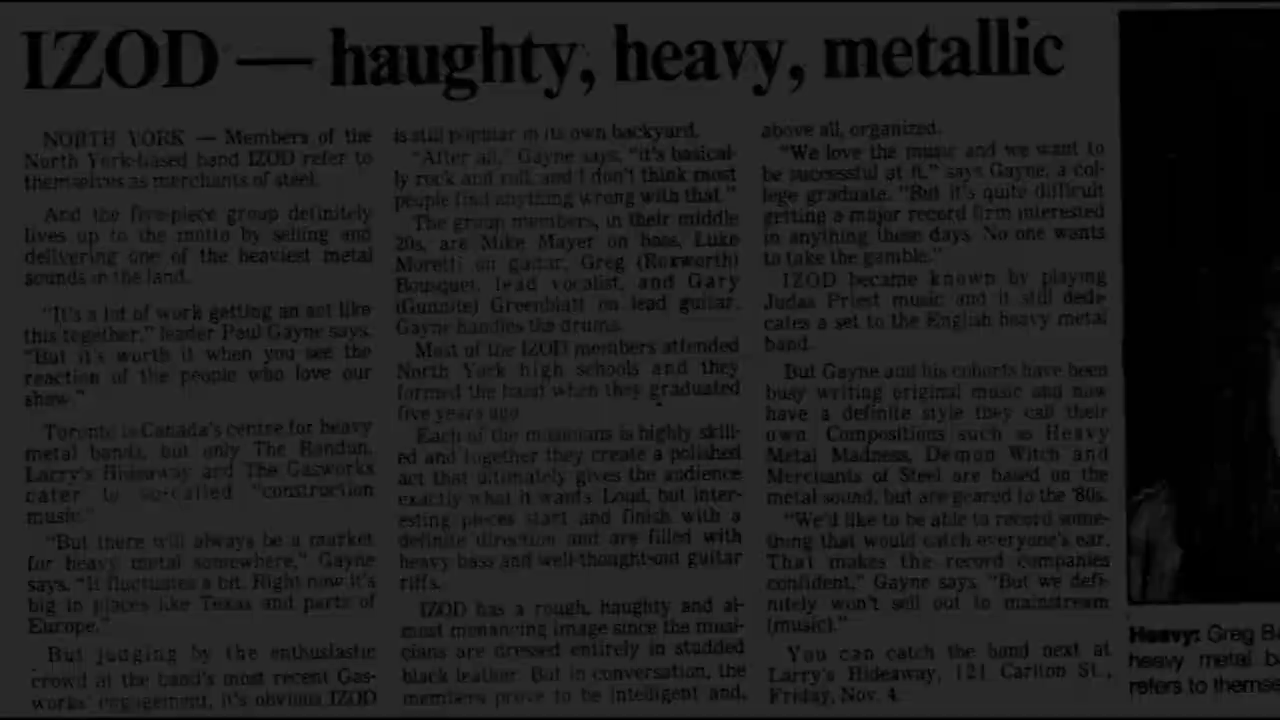 IZOD — haughty, heavy, metallic
NORTH YORK — Members of the
North York-based band IZOD refer to
themselves as merchants of steel.
And the five-piece group definitely
lives up to the motto by selling and
delivering one of the heaviest metal
sounds in the land.
"It's a lot of work getting an act like
this together," leader Paul Gayne says.
"But it's worth it when you see the
reaction of the people who love our
show."
Toronto is Canada's centre for heavy
metal bands, but only The Rondun,
Larry's Hideaway and The Gasworks
cater to so-called "construction
music."
"But there will always be a market
for heavy metal somewhere," Gayne
says. "It fluctuates a bit. Right now it's
big in places like Texas and parts of
Europe."
But judging by the enthusiastic
crowd at the band's most recent Gas-
works' engagement, it's obvious IZOD
is still popular in its own backyard.
"After all," Gayne says, "it's basical-
ly rock and roll and I don't think most
people find anything wrong with that."
The group members, in their middle
20s, are Mike Mayer on bass, Luke
Moretti on guitar, Greg (Roxworth)
Bousquet, lead vocalist, and Gary
(Gunnite) Greenblatt on lead guitar.
Gayne handles the drums.
Most of the IZOD members attended
North York high schools and they
formed the band when they graduated
five years ago.
Each of the musicians is highly skill-
ed and together they create a polished
act that ultimately gives the audience
exactly what it wants. Loud, but inter-
esting pieces start and finish with a
definite direction and are filled with
heavy bass and well-thought-out guitar
riffs.
IZOD has a rough, haughty and al-
most menancing image since the musi-
cians are dressed entirely in studded
black leather. But in conversation, the
members prove to be intelligent and,
above all, organized.
"We love the music and we want to
be successful at it," says Gayne, a col-
lege graduate. "But it's quite difficult
getting a major record firm interested
in anything these days. No one wants
to take the gamble."
IZOD became known by playing
Judas Priest music and it still dedi-
cates a set to the English heavy metal
band.
But Gayne and his cohorts have been
busy writing original music and now
have a definite style they call their
own. Compositions such as Heavy
Metal Madness, Demon Witch and
Merchants of Steel are based on the
metal sound, but are geared to the '80s.
"We'd like to be able to record some-
thing that would catch everyone's ear.
That makes the record companies
confident," Gayne says. "But we defi-
nitely won't sell out to mainstream
(music)."
You can catch the band next at
Larry's Hideaway, 121 Carlton St.,
Friday, Nov. 4.
Heavy: Greg B
heavy metal b
refers to themse